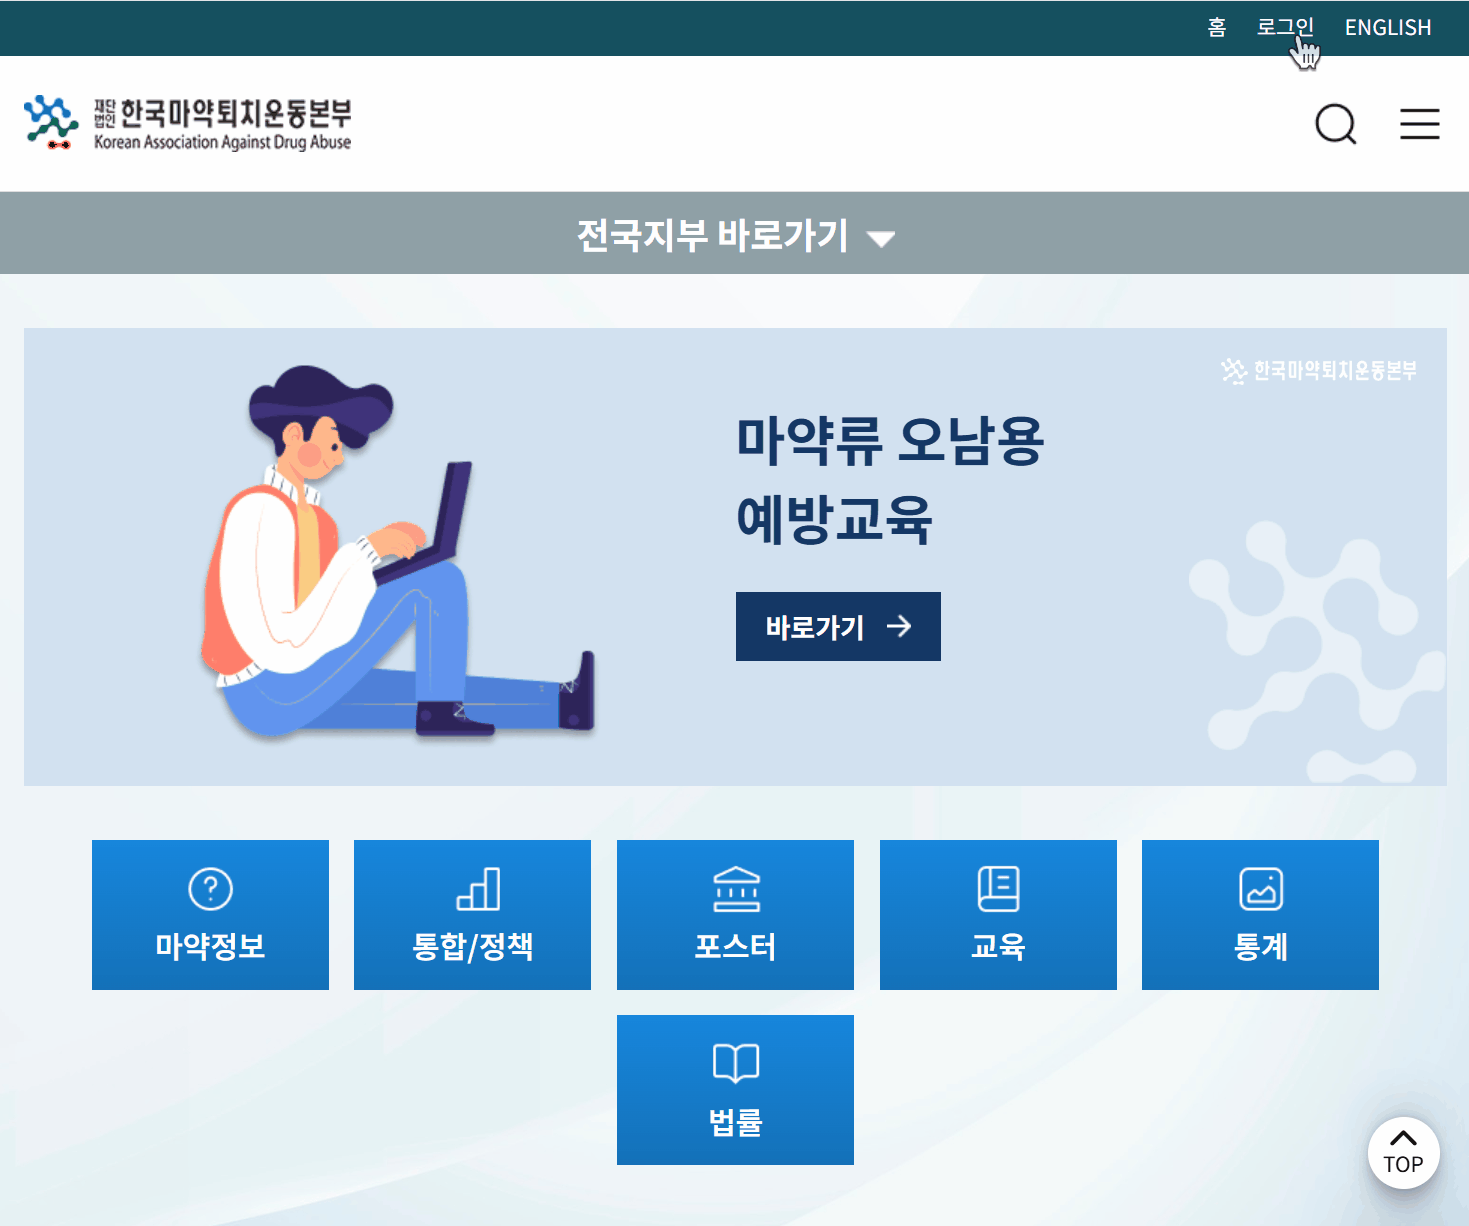 홈 로그인 ENGLISH
재단법인 한국마약퇴치운동본부
Korean Association Against Drug Abuse
전국지부 바로가기
한국마약퇴치운동본부
마약류 오남용
예방교육
바로가기
마약정보 통합/정책 포스터 교육 통계
법률
TOP